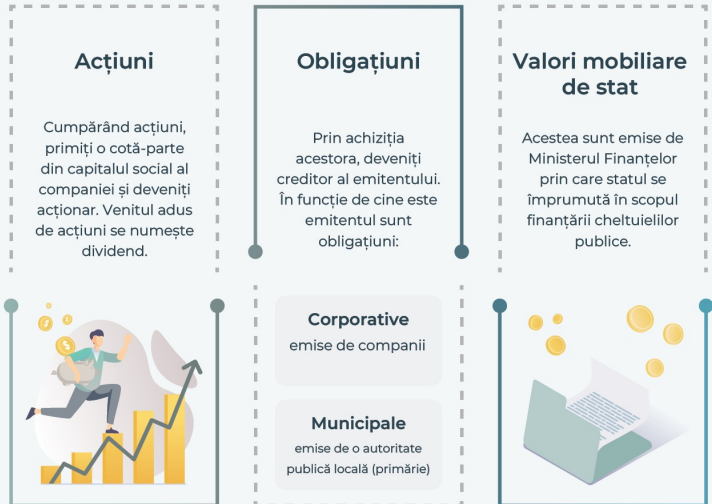 Acțiuni
Cumpărând acțiuni,
primiți o cotă-parte
din capitalul social al
companiei și deveniți
acționar. Venitul adus
de acțiuni se numește
dividend.
Obligațiuni
Prin achiziția
acestora, deveniți
creditor al emitentului.
În funcție de cine este
emitentul sunt
obligațiuni:
Corporative
emise de companii
Municipale
emise de o autoritate
publică locală (primărie)
Valori mobiliare
de stat
Acestea sunt emise de
Ministerul Finanțelor
prin care statul se
împrumută în scopul
finanțării cheltuielilor
publice.